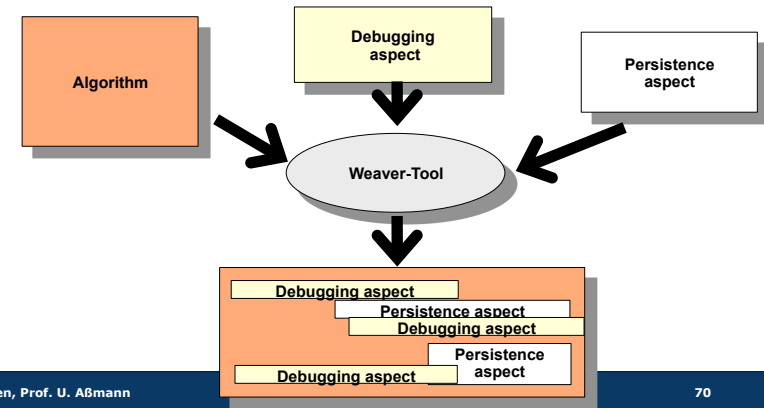 Debugging
aspect
Algorithm
Persistence
aspect
Weaver-Tool
Debugging aspect
Persistence aspect
Debugging aspect
Persistence
aspect
Debugging aspect
en, Prof. U. Aßmann
70